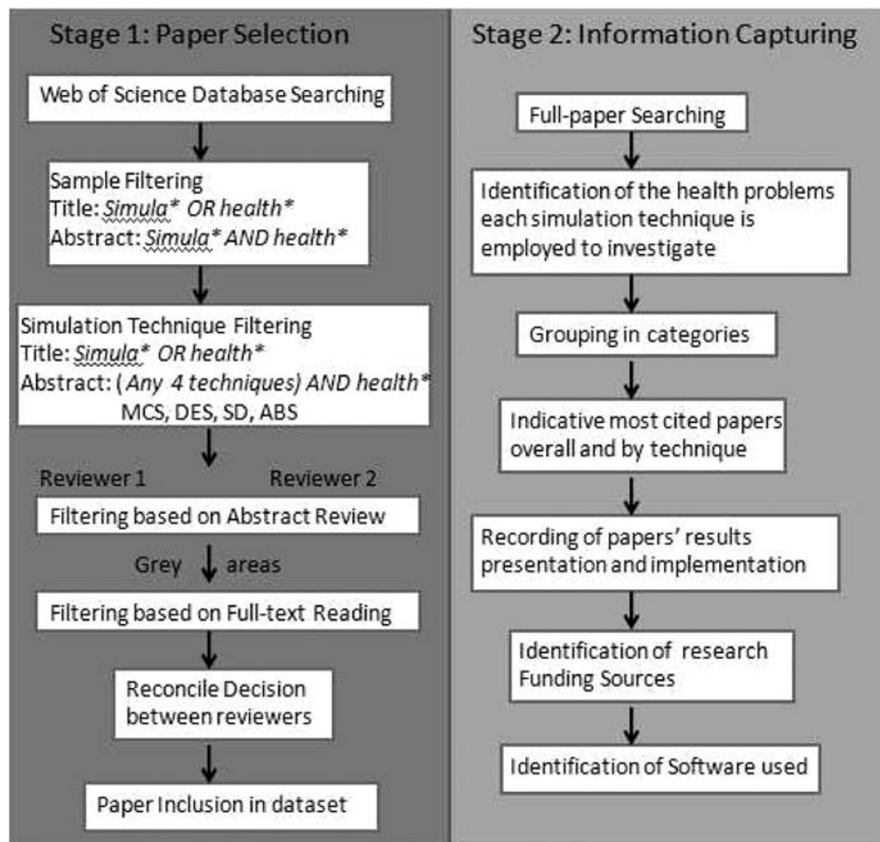 Stage 1: Paper Selection
Web of Science Database Searching
Sample Filtering
Title: Simula* OR health*
Abstract: Simula* AND health*
Simulation Technique Filtering
Title: Simula* OR health*
Abstract: (Any 4 techniques) AND health*
MCS, DES, SD, ABS
Reviewer 1 Reviewer 2
Filtering based on Abstract Review
Grey areas
Filtering based on Full-text Reading
Reconcile Decision
between reviewers
Paper Inclusion in dataset
Stage 2: Information Capturing
Full-paper Searching
Identification of the health problems
each simulation technique is
employed to investigate
Grouping in categories
Indicative most cited papers
overall and by technique
Recording of papers' results
presentation and implementation
Identification of research
Funding Sources
Identification of Software used